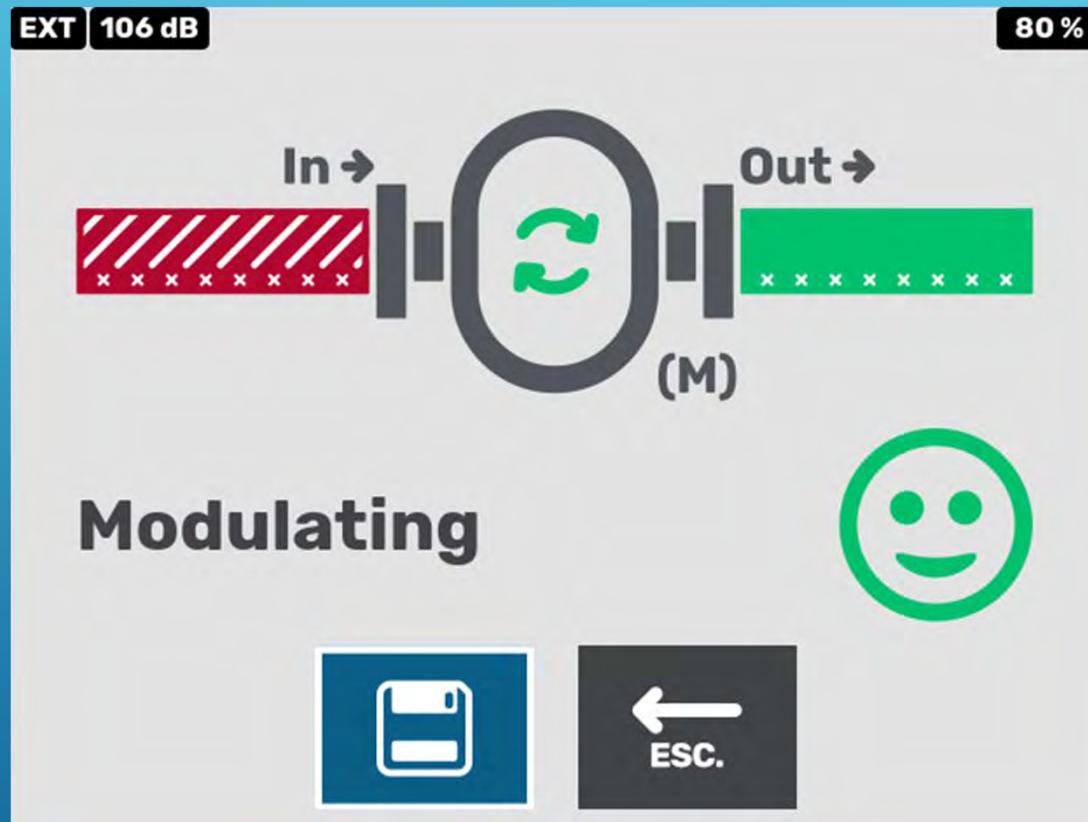 EXT 106 dB 80 %
In → Out →
(M)
Modulating
ESC.